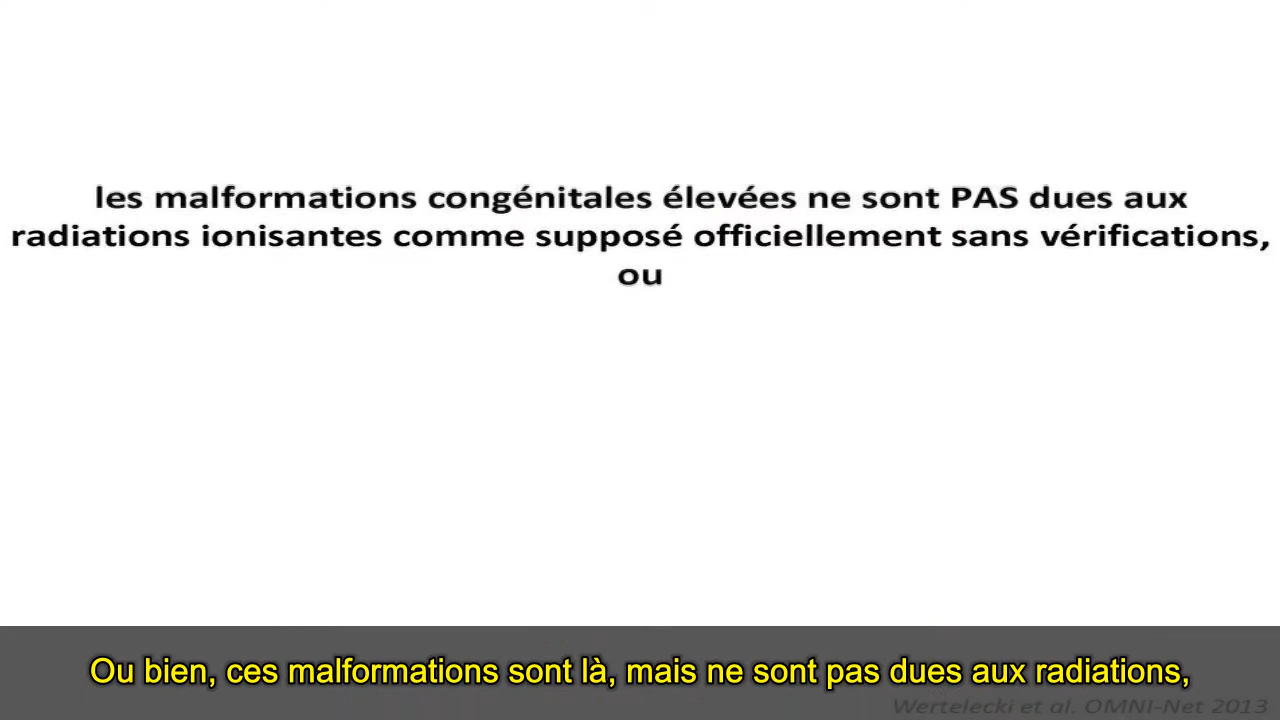 les malformations congénitales élevées ne sont PAS dues aux
radiations ionisantes comme supposé officiellement sans vérifications,
ou
Ou bien, ces malformations sont là, mais ne sont pas dues aux radiations,
Wertelecki et al. OMNI-Net 2013